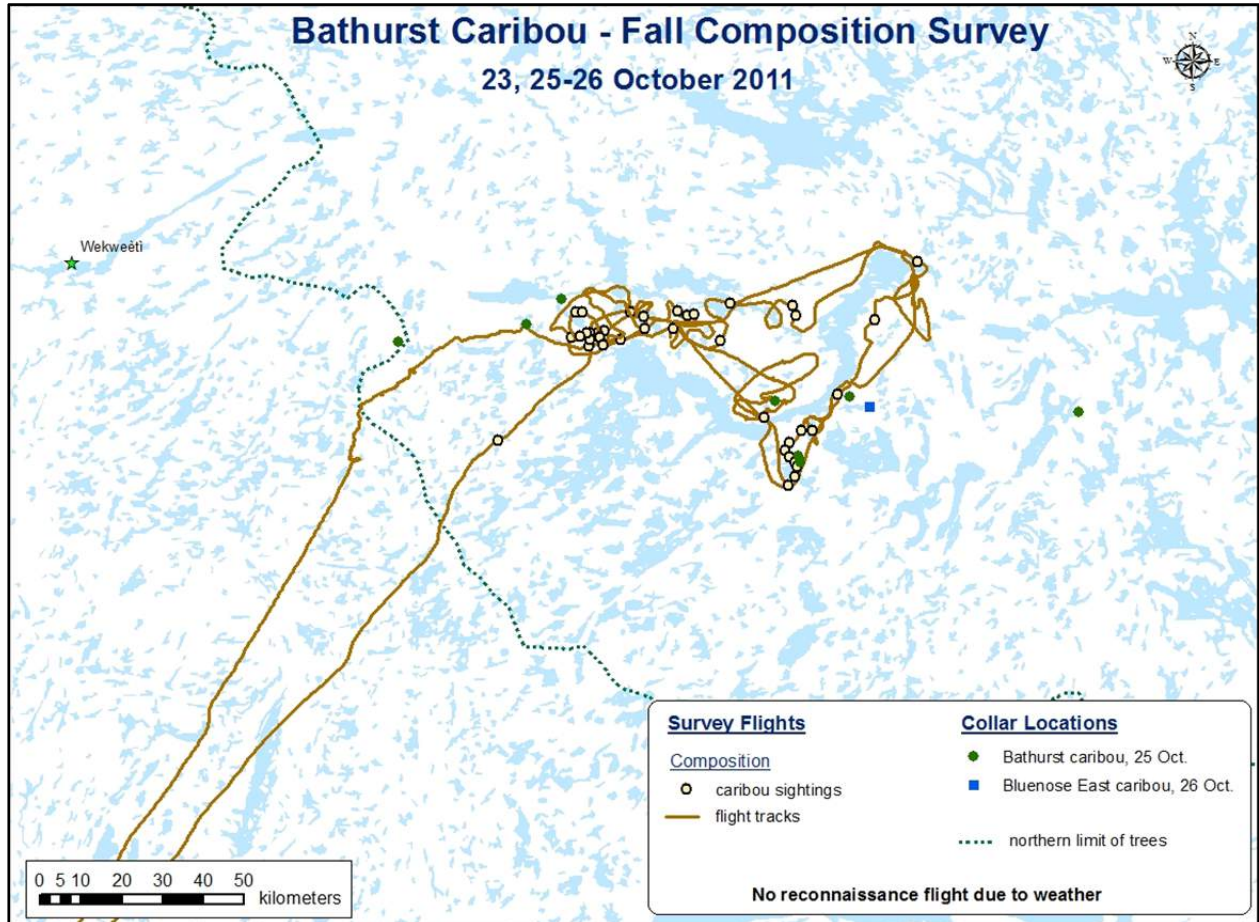 Bathurst Caribou - Fall Composition Survey
23, 25-26 October 2011
N
W E
S
Wekweètì
Survey Flights
Composition
caribou sightings
flight tracks
Collar Locations
Bathurst caribou, 25 Oct.
Bluenose East caribou, 26 Oct.
northern limit of trees
No reconnaissance flight due to weather
0 5 10 20 30 40 50
kilometers